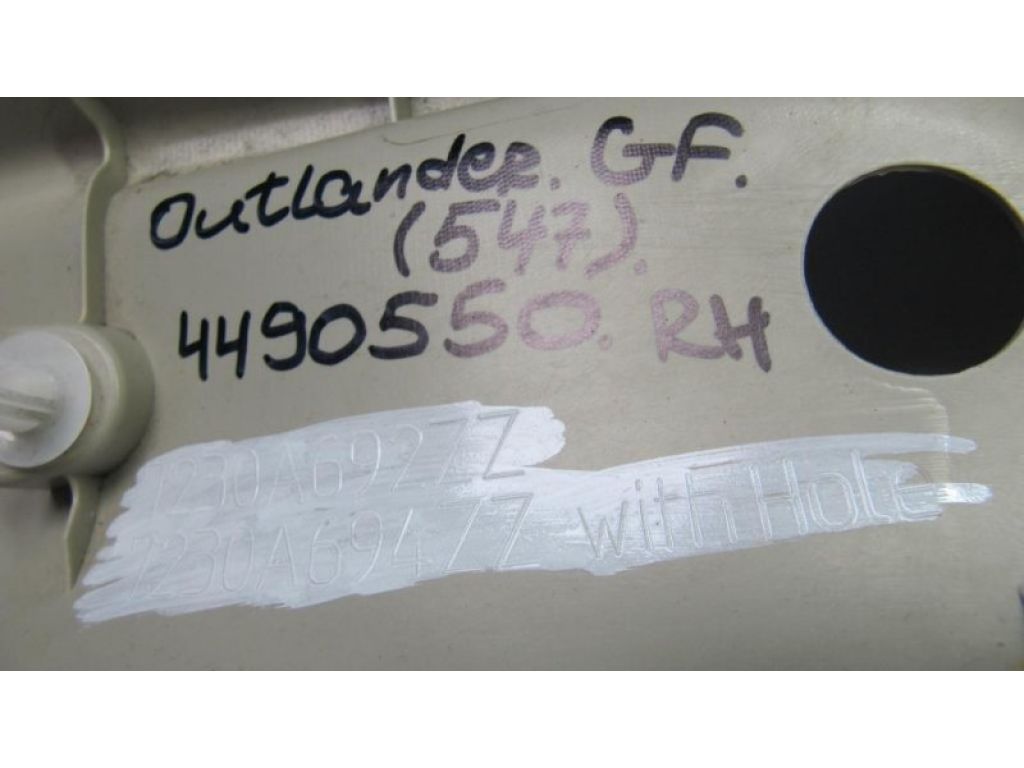 Outlander. GF.
(547).
4490550. RH
7230A692ZZ
7230A694ZZ with Hole